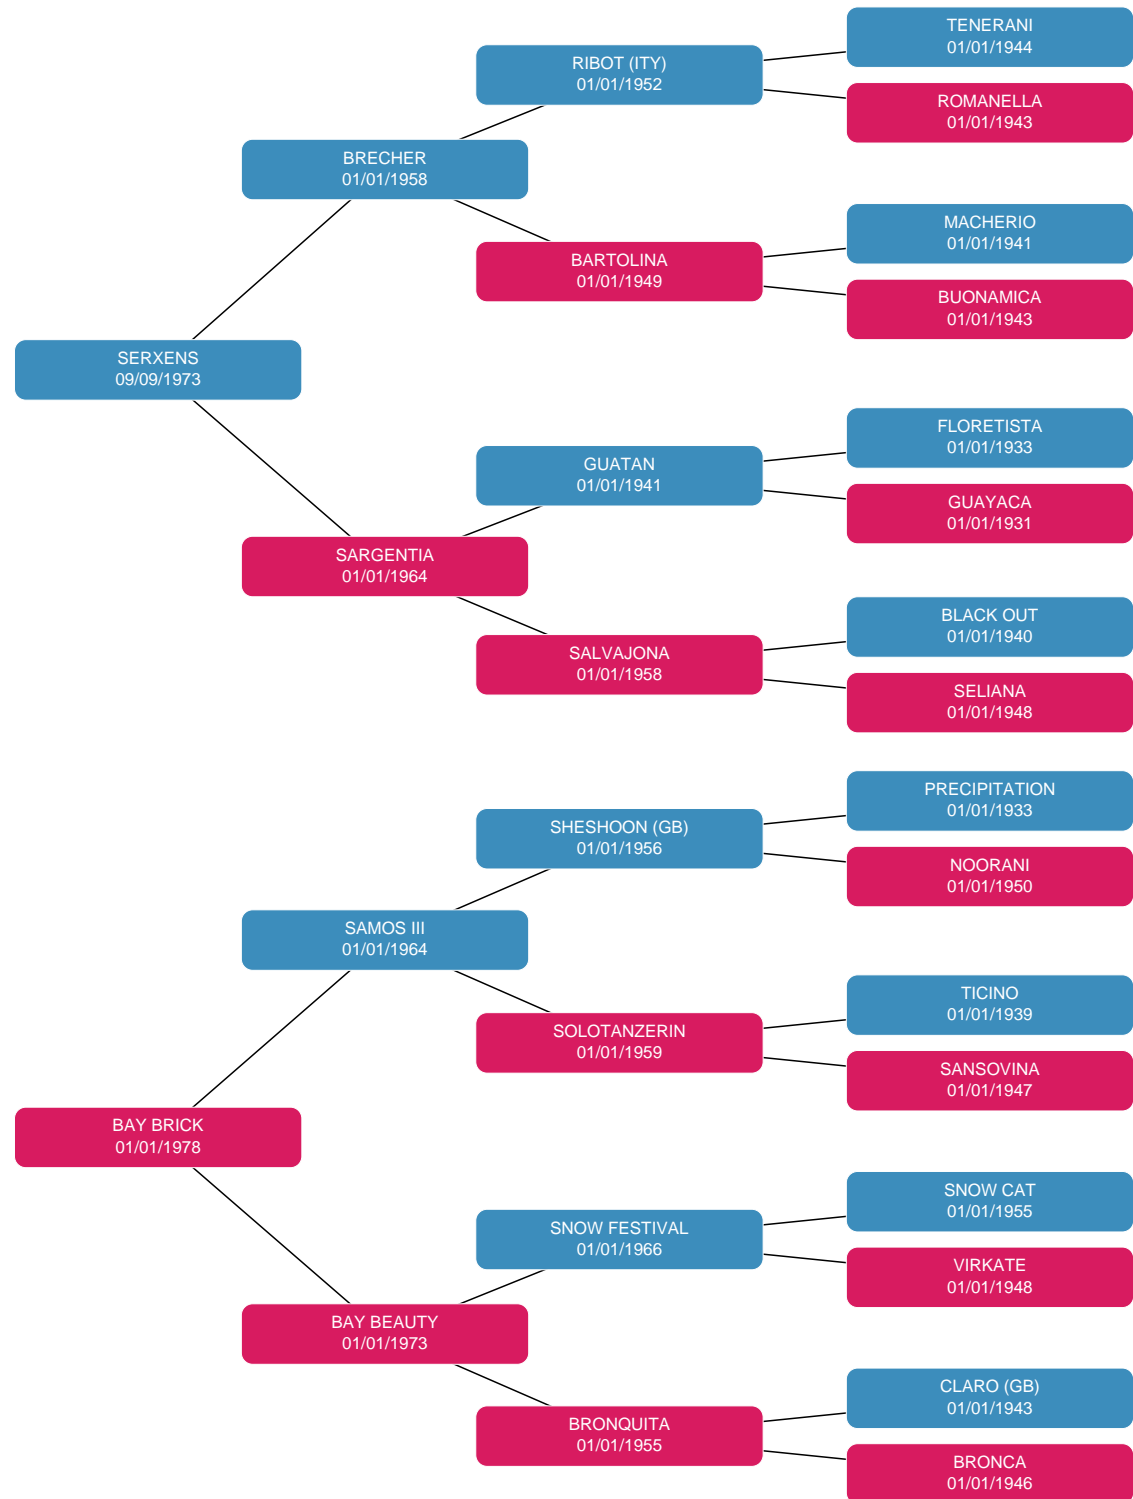 TENERANI
01/01/1944
RIBOT (ITY)
01/01/1952
ROMANELLA
01/01/1943
BRECHER
01/01/1958
MACHERIO
01/01/1941
BARTOLINA
01/01/1949
BUONAMICA
01/01/1943
SERXENS
09/09/1973
FLORETISTA
01/01/1933
GUATAN
01/01/1941
GUAYACA
01/01/1931
SARGENTIA
01/01/1964
BLACK OUT
01/01/1940
SALVAJONA
01/01/1958
SELIANA
01/01/1948
PRECIPITATION
01/01/1933
SHESHOON (GB)
01/01/1956
NOORANI
01/01/1950
SAMOS III
01/01/1964
TICINO
01/01/1939
SOLOTANZERIN
01/01/1959
SANSOVINA
01/01/1947
BAY BRICK
01/01/1978
SNOW CAT
01/01/1955
SNOW FESTIVAL
01/01/1966
VIRKATE
01/01/1948
BAY BEAUTY
01/01/1973
CLARO (GB)
01/01/1943
BRONQUITA
01/01/1955
BRONCA
01/01/1946